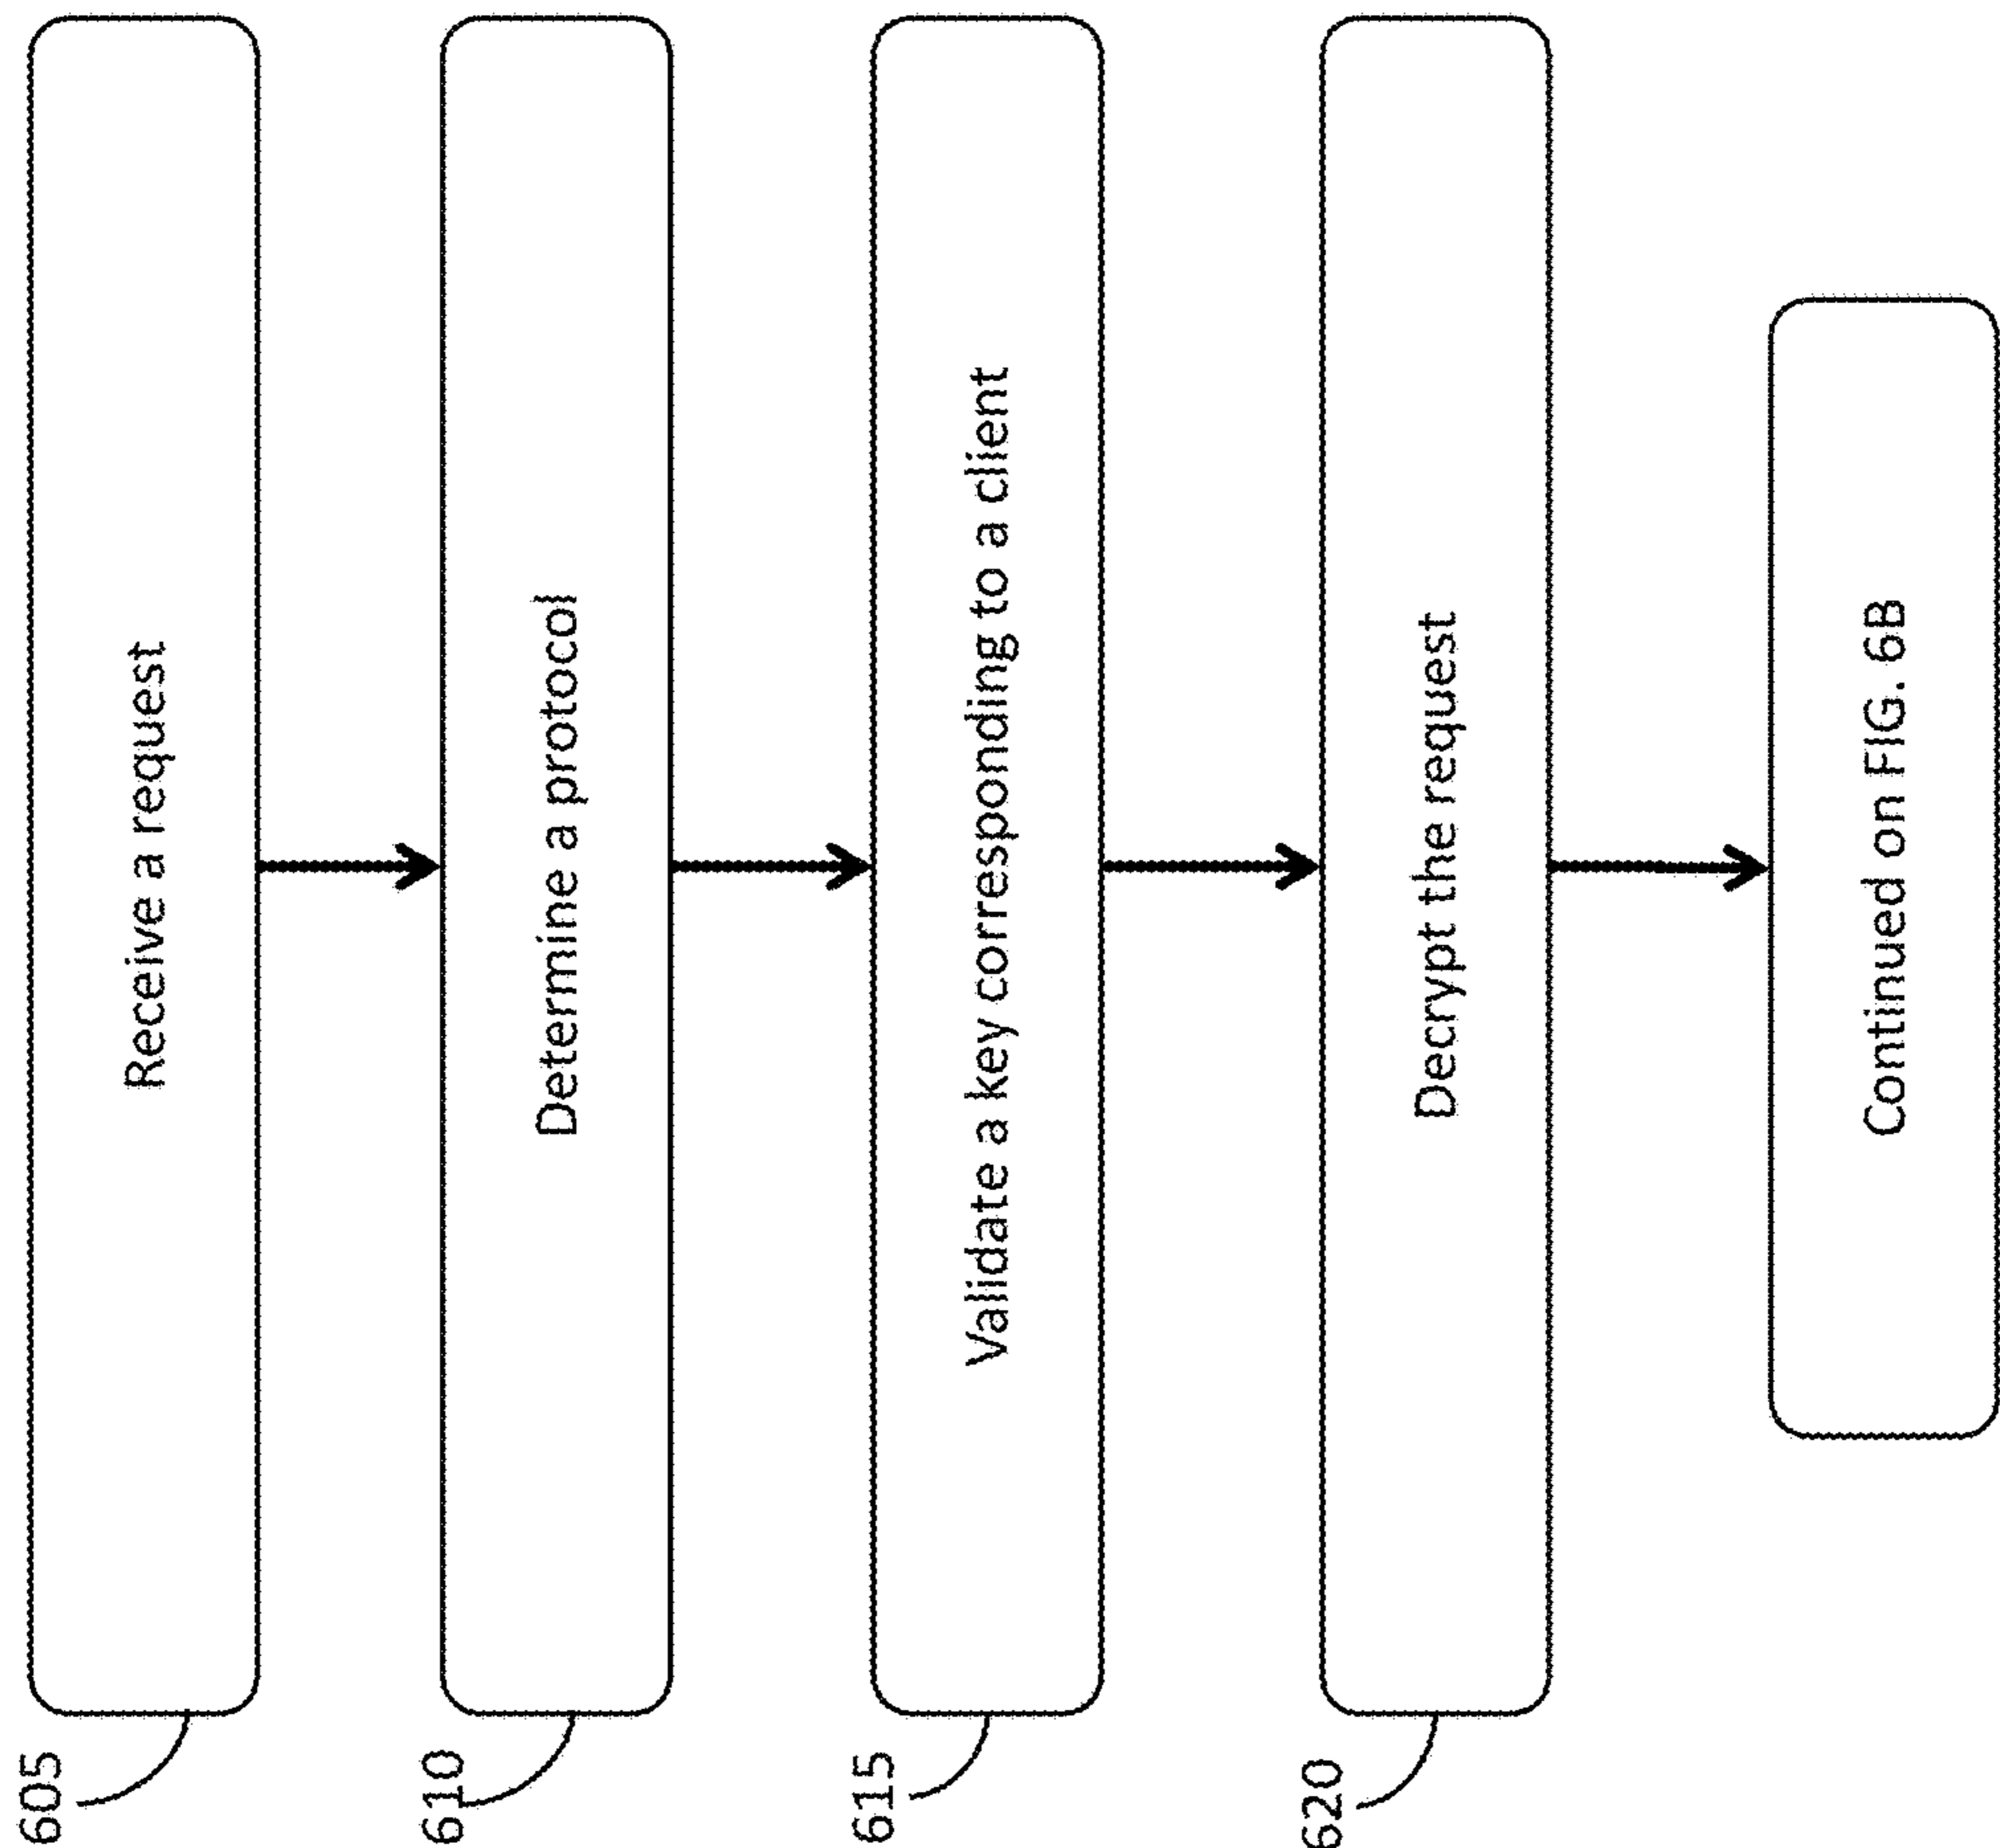 605
Receive a request
610
Determine a protocol
615
Validate a key corresponding to a client
620
Decrypt the request
Continued on FIG. 6B